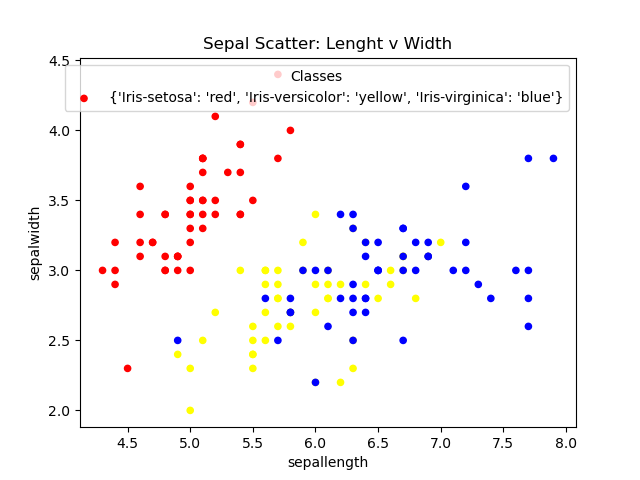 Sepal Scatter: Lenght v Width
Classes
{'Iris-setosa': 'red', 'Iris-versicolor': 'yellow', 'Iris-virginica': 'blue'}
sepalwidth
4.5
4.0
3.5
3.0
2.5
2.0
4.5 5.0 5.5 6.0 6.5 7.0 7.5 8.0
sepallength